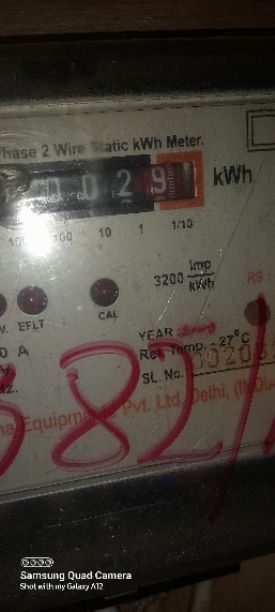 Phase 2 Wire Static kWh Meter.
0 0 2 9 kWh
100 10 1 1/10
3200 Imp/kWh
RS
EFLT CAL
YEAR
A Ref. Temp. - 27°C
SL. No.
Equipments Pvt. Ltd. Delhi, (INDIA
382/
Samsung Quad Camera
Shot with my Galaxy A12